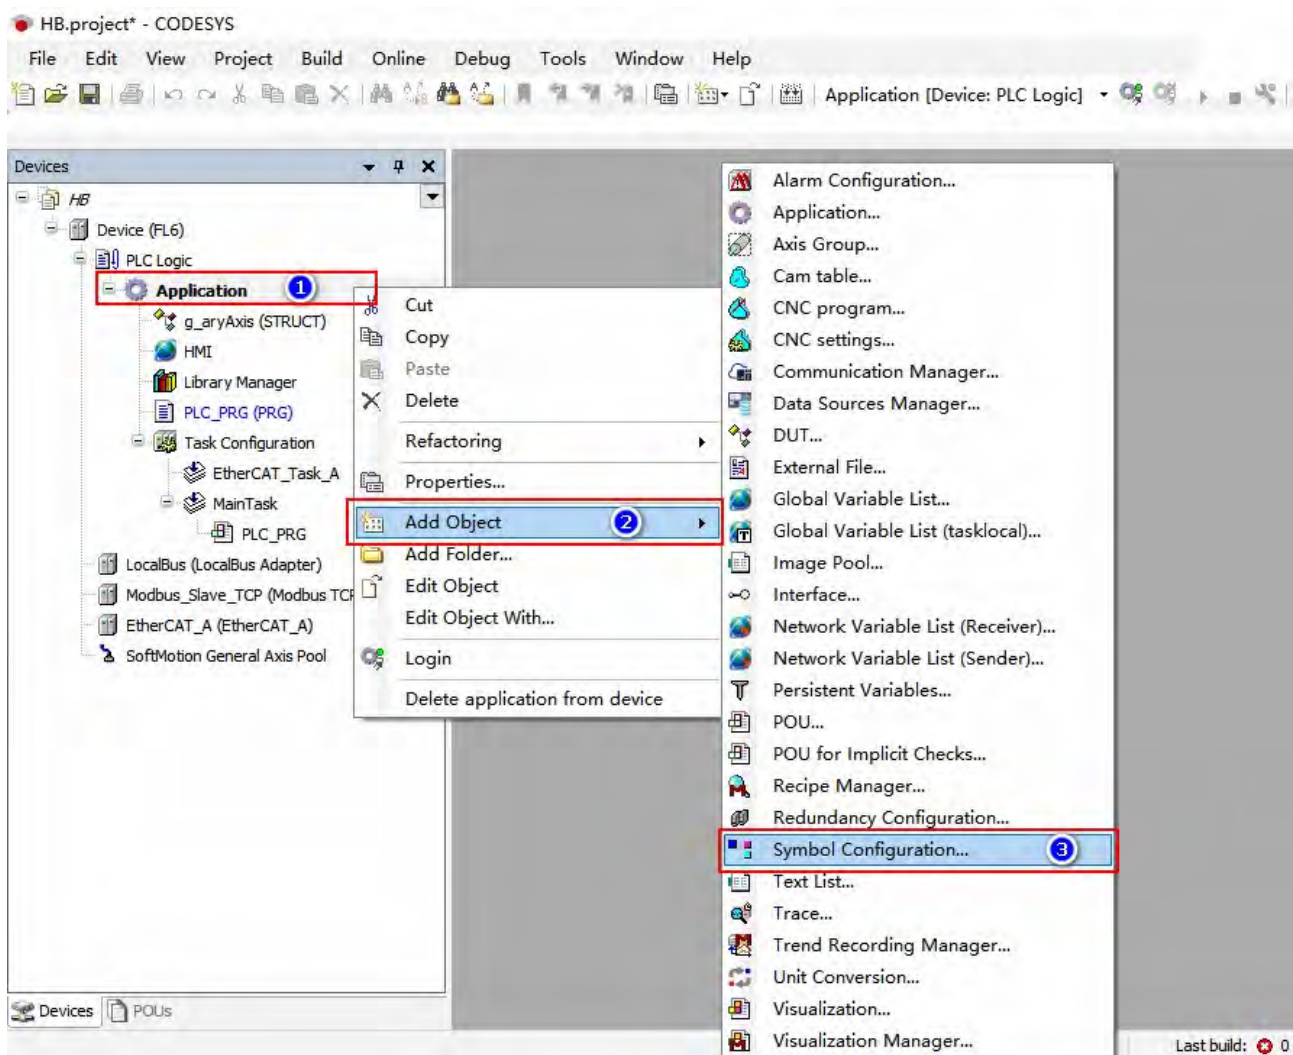 HB.project* - CODESYS
File Edit View Project Build Online Debug Tools Window Help
Application [Device: PLC Logic]
Devices
HB
Device (FL6)
PLC Logic
Application 1
g_aryAxis (STRUCT)
HMI
Library Manager
PLC_PRG (PRG)
Task Configuration
EtherCAT_Task_A
MainTask
PLC_PRG
LocalBus (LocalBus Adapter)
Modbus_Slave_TCP (Modbus TCP
EtherCAT_A (EtherCAT_A)
SoftMotion General Axis Pool
Devices POUs
Cut
Copy
Paste
Delete
Refactoring
Properties...
Add Object 2
Add Folder...
Edit Object
Edit Object With...
Login
Delete application from device
Alarm Configuration...
Application...
Axis Group...
Cam table...
CNC program...
CNC settings...
Communication Manager...
Data Sources Manager...
DUT...
External File...
Global Variable List...
Global Variable List (tasklocal)...
Image Pool...
Interface...
Network Variable List (Receiver)...
Network Variable List (Sender)...
Persistent Variables...
POU...
POU for Implicit Checks...
Recipe Manager...
Redundancy Configuration...
Symbol Configuration... 3
Text List...
Trace...
Trend Recording Manager...
Unit Conversion...
Visualization...
Visualization Manager...
Last build: 0